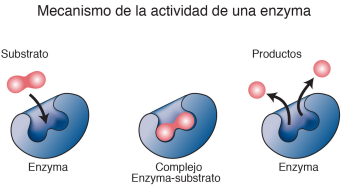 Mecanismo de la actividad de una enzyma
Substrato
Productos
Enzyma
Complejo
Enzyma-substrato
Enzyma